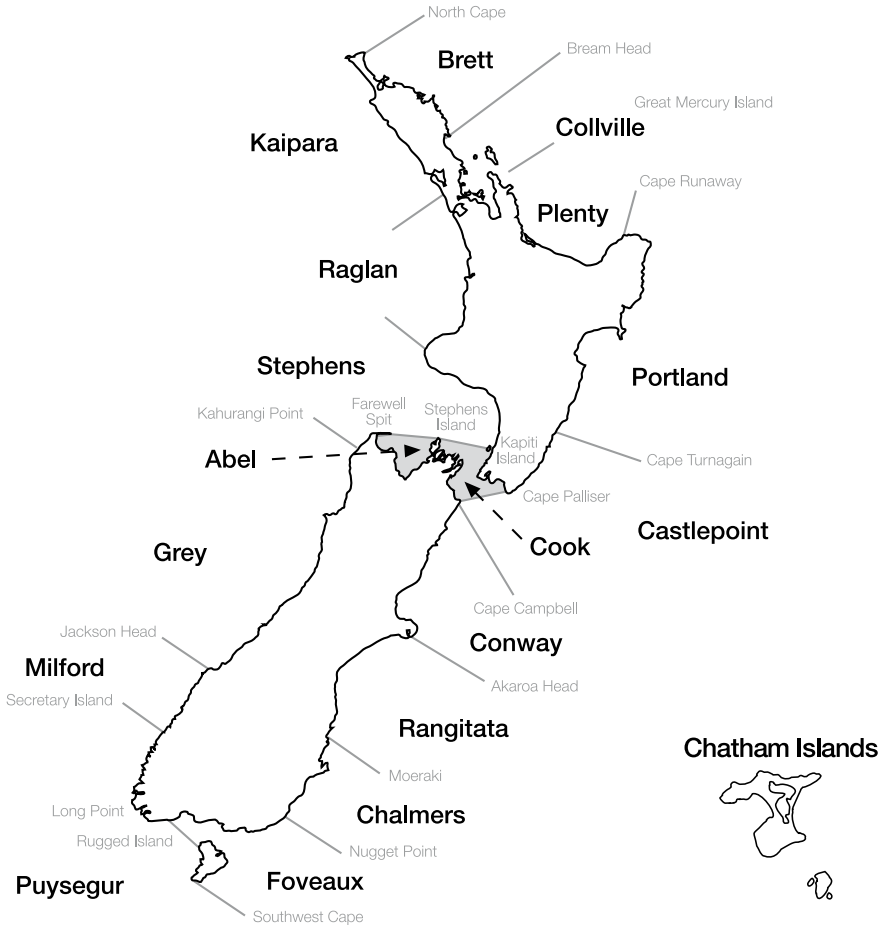 North Cape
Brett
Bream Head
Great Mercury Island
Collville
Kaipara
Cape Runaway
Plenty
Raglan
Stephens
Portland
Farewell
Spit
Stephens
Island
Kahurangi Point
Kapiti
Island
Abel
Cape Turnagain
Cape Palliser
Castlepoint
Cook
Grey
Cape Campbell
Jackson Head
Conway
Milford
Akaroa Head
Secretary Island
Rangitata
Chatham Islands
Moeraki
Long Point
Chalmers
Rugged Island
Nugget Point
Puysegur
Foveaux
Southwest Cape